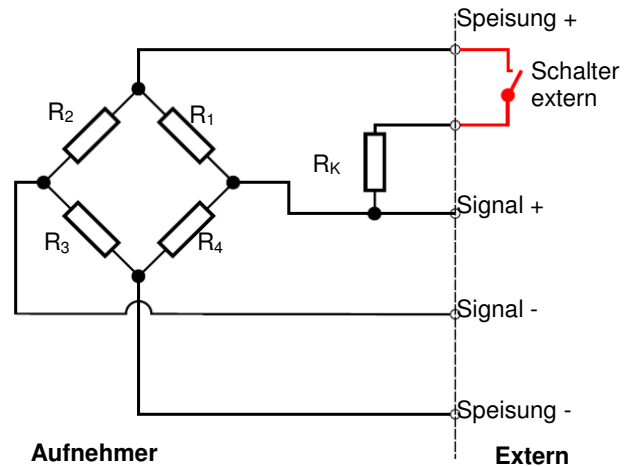 Speisung +
Schalter
extern
R2
R1
RK
Signal +
R3
R4
Signal -
Speisung -
Aufnehmer
Extern